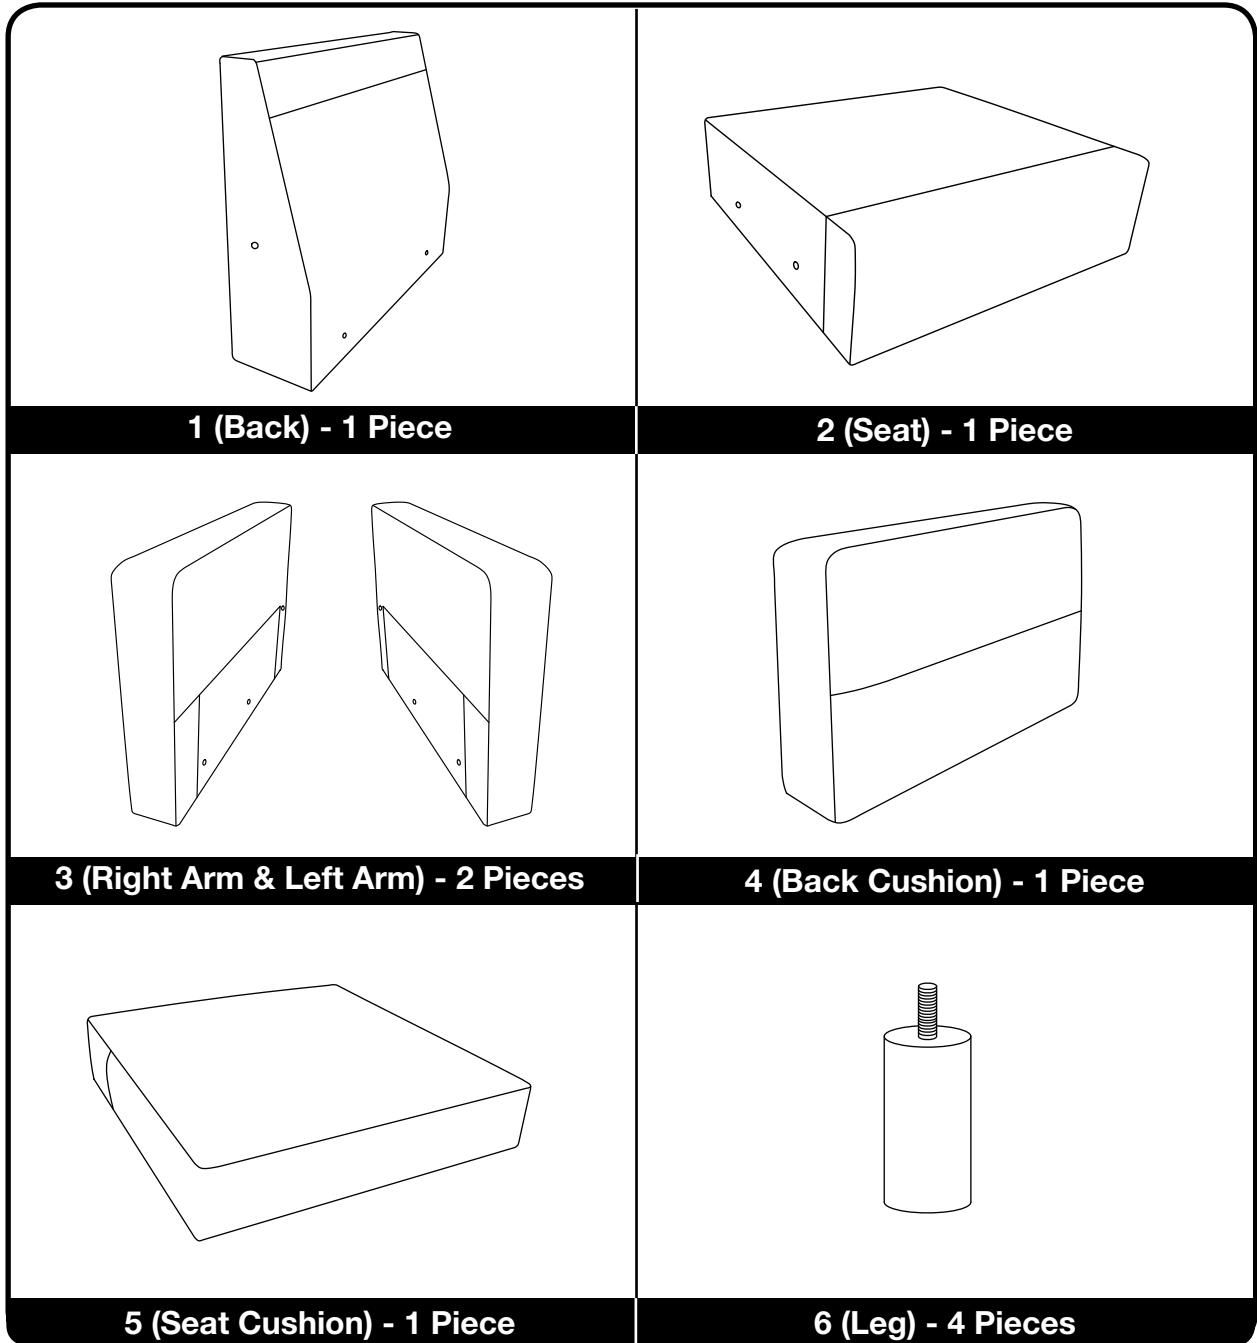 1 (Back) - 1 Piece
2 (Seat) - 1 Piece
3 (Right Arm & Left Arm) - 2 Pieces
4 (Back Cushion) - 1 Piece
5 (Seat Cushion) - 1 Piece
6 (Leg) - 4 Pieces